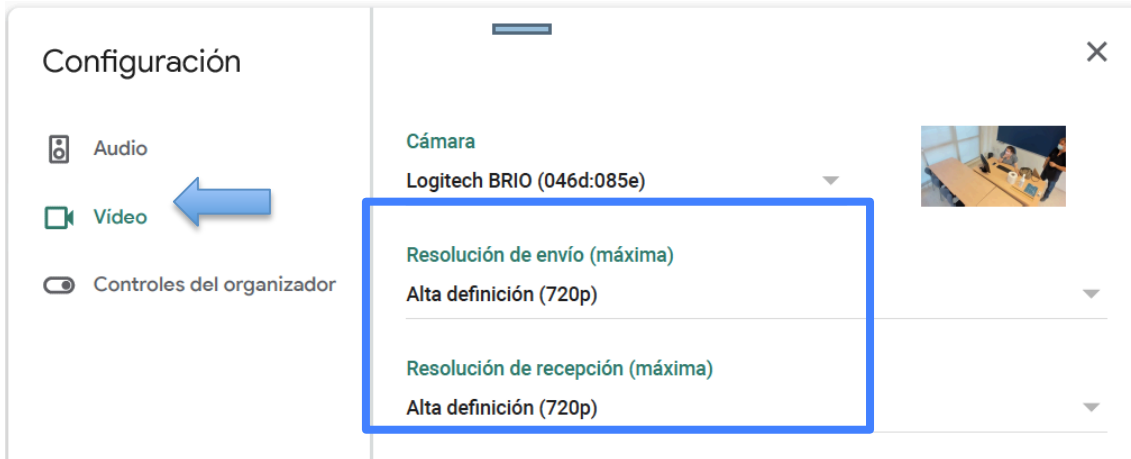 Configuración
Audio
Vídeo
Controles del organizador
Cámara
Logitech BRIO (046d:085e)
Resolución de envío (máxima)
Alta definición (720p)
Resolución de recepción (máxima)
Alta definición (720p)